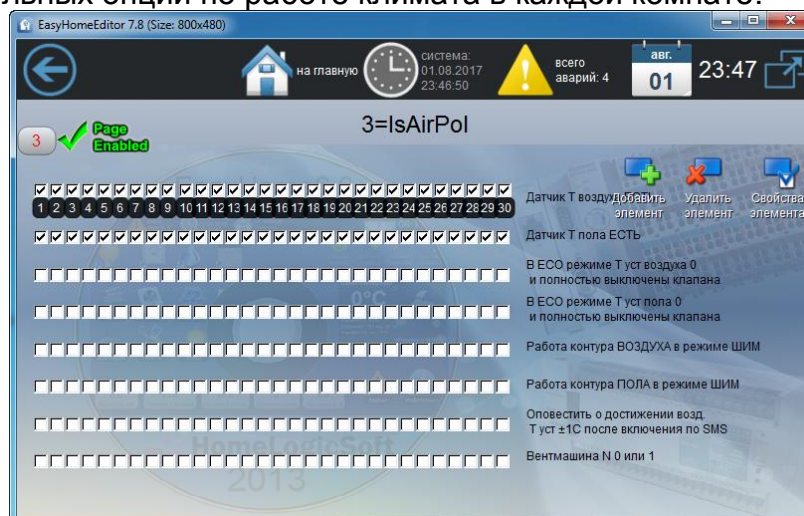 льных опций по работе климата в каждой комнате.
EasyHomeEditor 7.8 (Size: 800x480)
на главную
система:
01.08.2017
23:46:50
всего
аварий: 4
авг.
01
23:47
3
Page
Enabled
3=IsAirPol
Добавить
элемент
Удалить
элемент
Свойства
элемента
1 2 3 4 5 6 7 8 9 10 11 12 13 14 15 16 17 18 19 20 21 22 23 24 25 26 27 28 29 30
Датчик Т возду
Датчик Т пола ЕСТЬ
В ECO режиме Т уст воздуха 0
и полностью выключены клапана
В ECO режиме Т уст пола 0
и полностью выключены клапана
Работа контура ВОЗДУХА в режиме ШИМ
Работа контура ПОЛА в режиме ШИМ
Оповестить о достижении возд.
Т уст ±1С после включения по SMS
Вентмашина N 0 или 1
0°C
HomeLogicSoft
2013